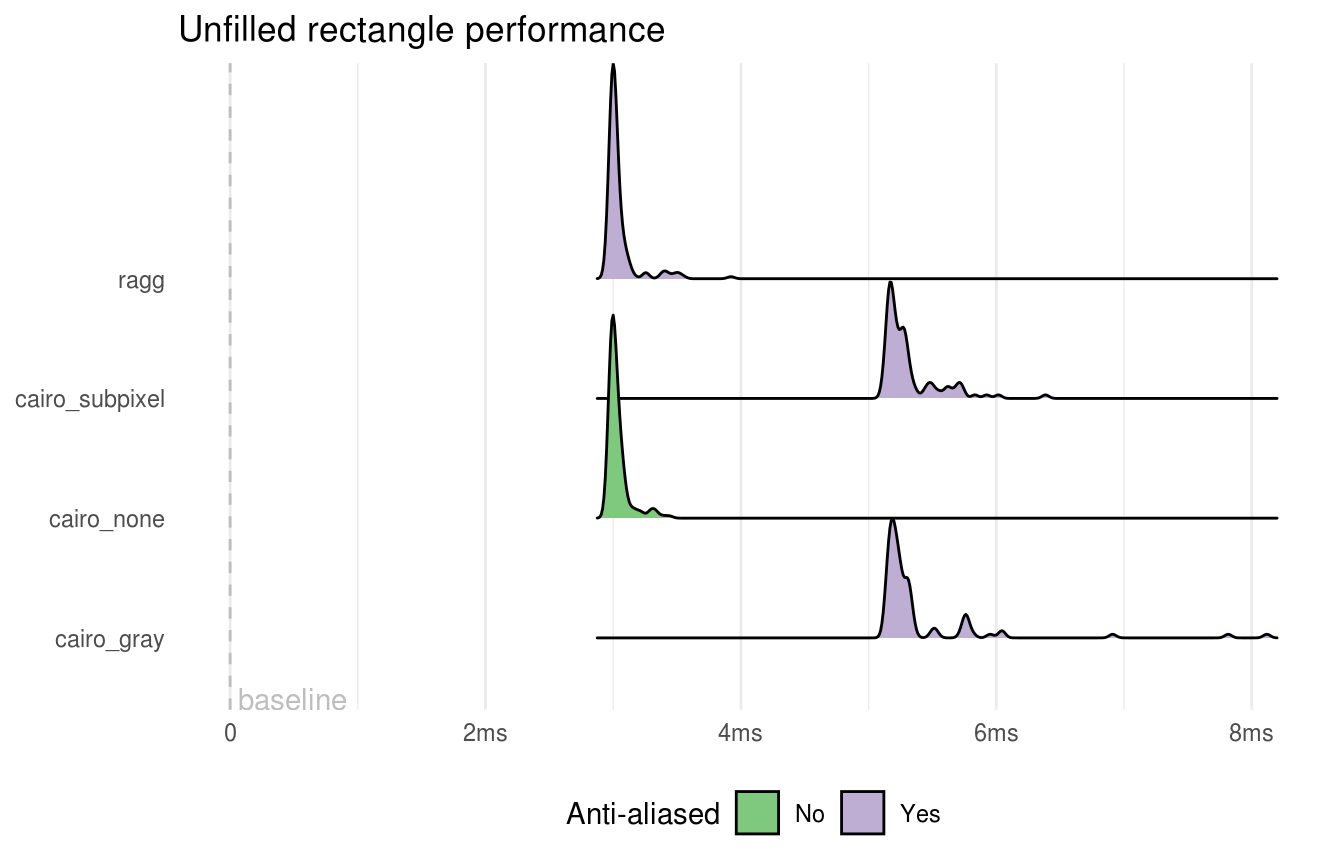 Unfilled rectangle performance
ragg
cairo_subpixel
cairo_none
cairo_gray
baseline
0 2ms 4ms 6ms 8ms
Anti-aliased No Yes